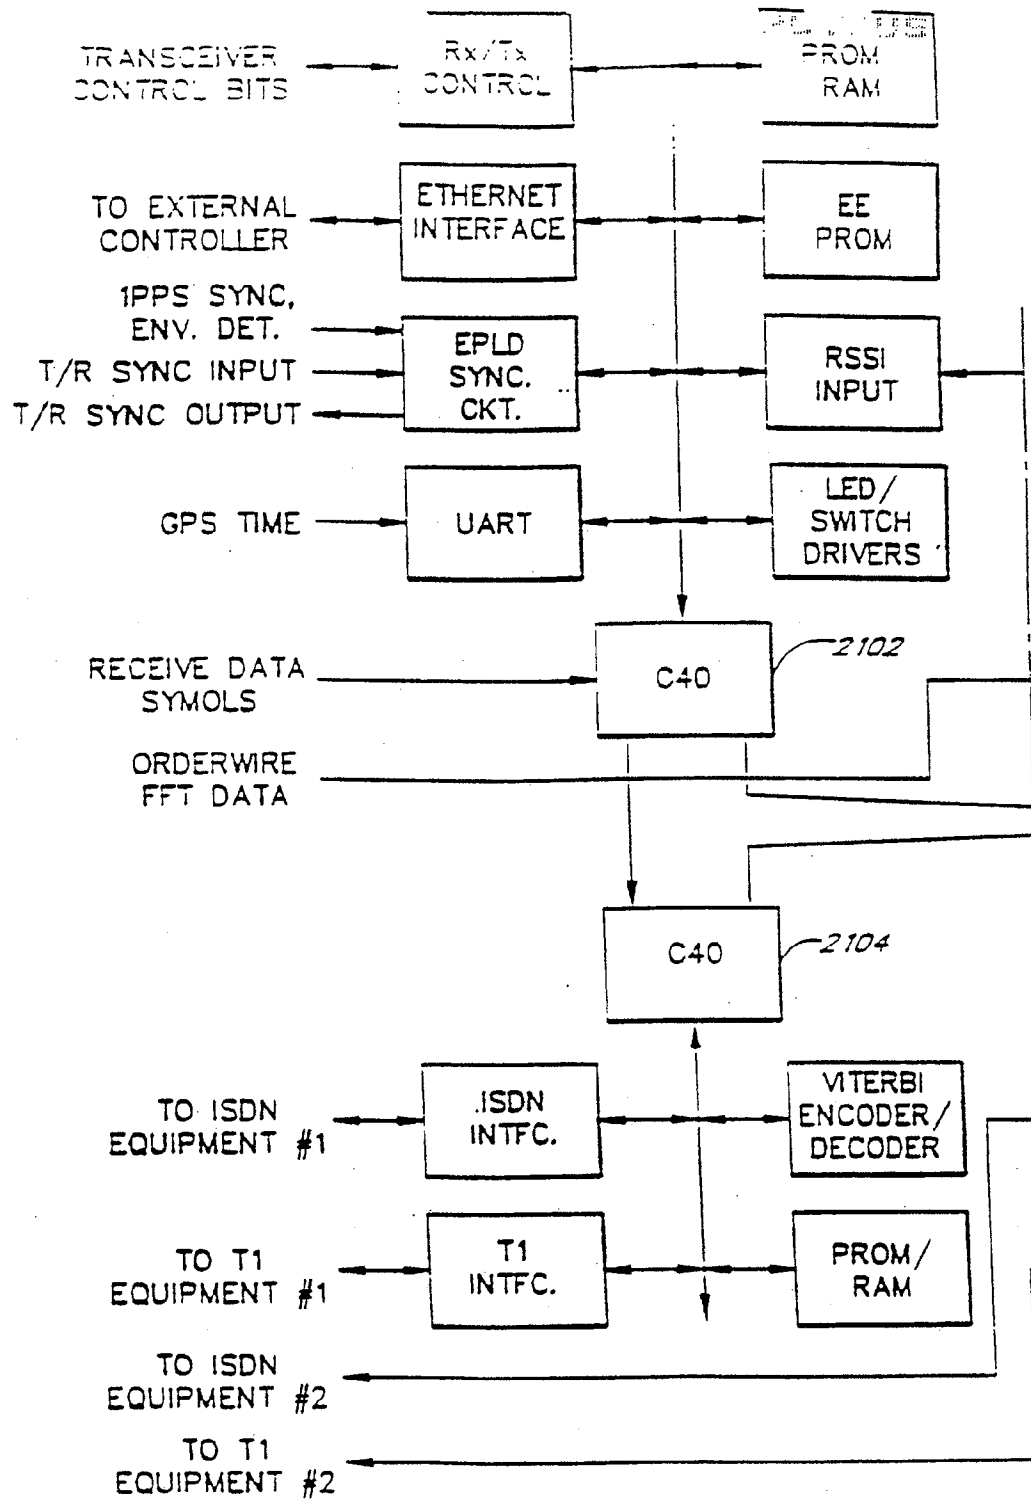 TRANSCEIVER
CONTROL BITS
Rx/Tx
CONTROL
PROM
RAM
TO EXTERNAL
CONTROLLER
ETHERNET
INTERFACE
EE
PROM
1PPS SYNC,
ENV. DET.
T/R SYNC INPUT
T/R SYNC OUTPUT
EPLD
SYNC.
CKT.
RSSI
INPUT
GPS TIME
UART
LED/
SWITCH
DRIVERS
RECEIVE DATA
SYMOLS
C40
2102
ORDERWIRE
FFT DATA
C40
2104
TO ISDN
EQUIPMENT #1
ISDN
INTFC.
VITERBI
ENCODER/
DECODER
TO T1
EQUIPMENT #1
T1
INTFC.
PROM/
RAM
TO ISDN
EQUIPMENT #2
TO T1
EQUIPMENT #2